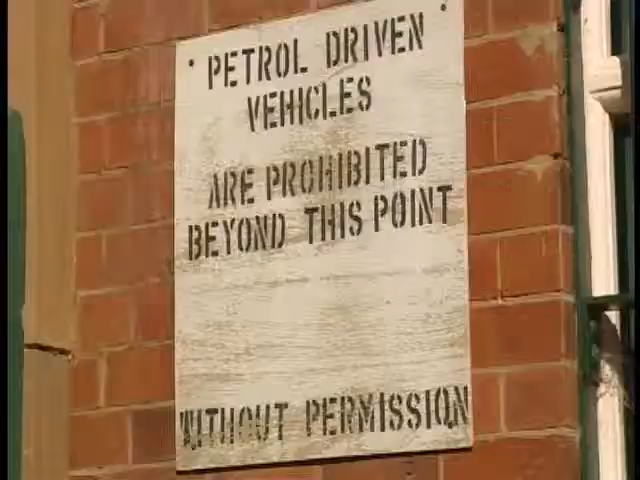 PETROL DRIVEN
VEHICLES
ARE PROHIBITED
BEYOND THIS POINT
WITHOUT PERMISSION